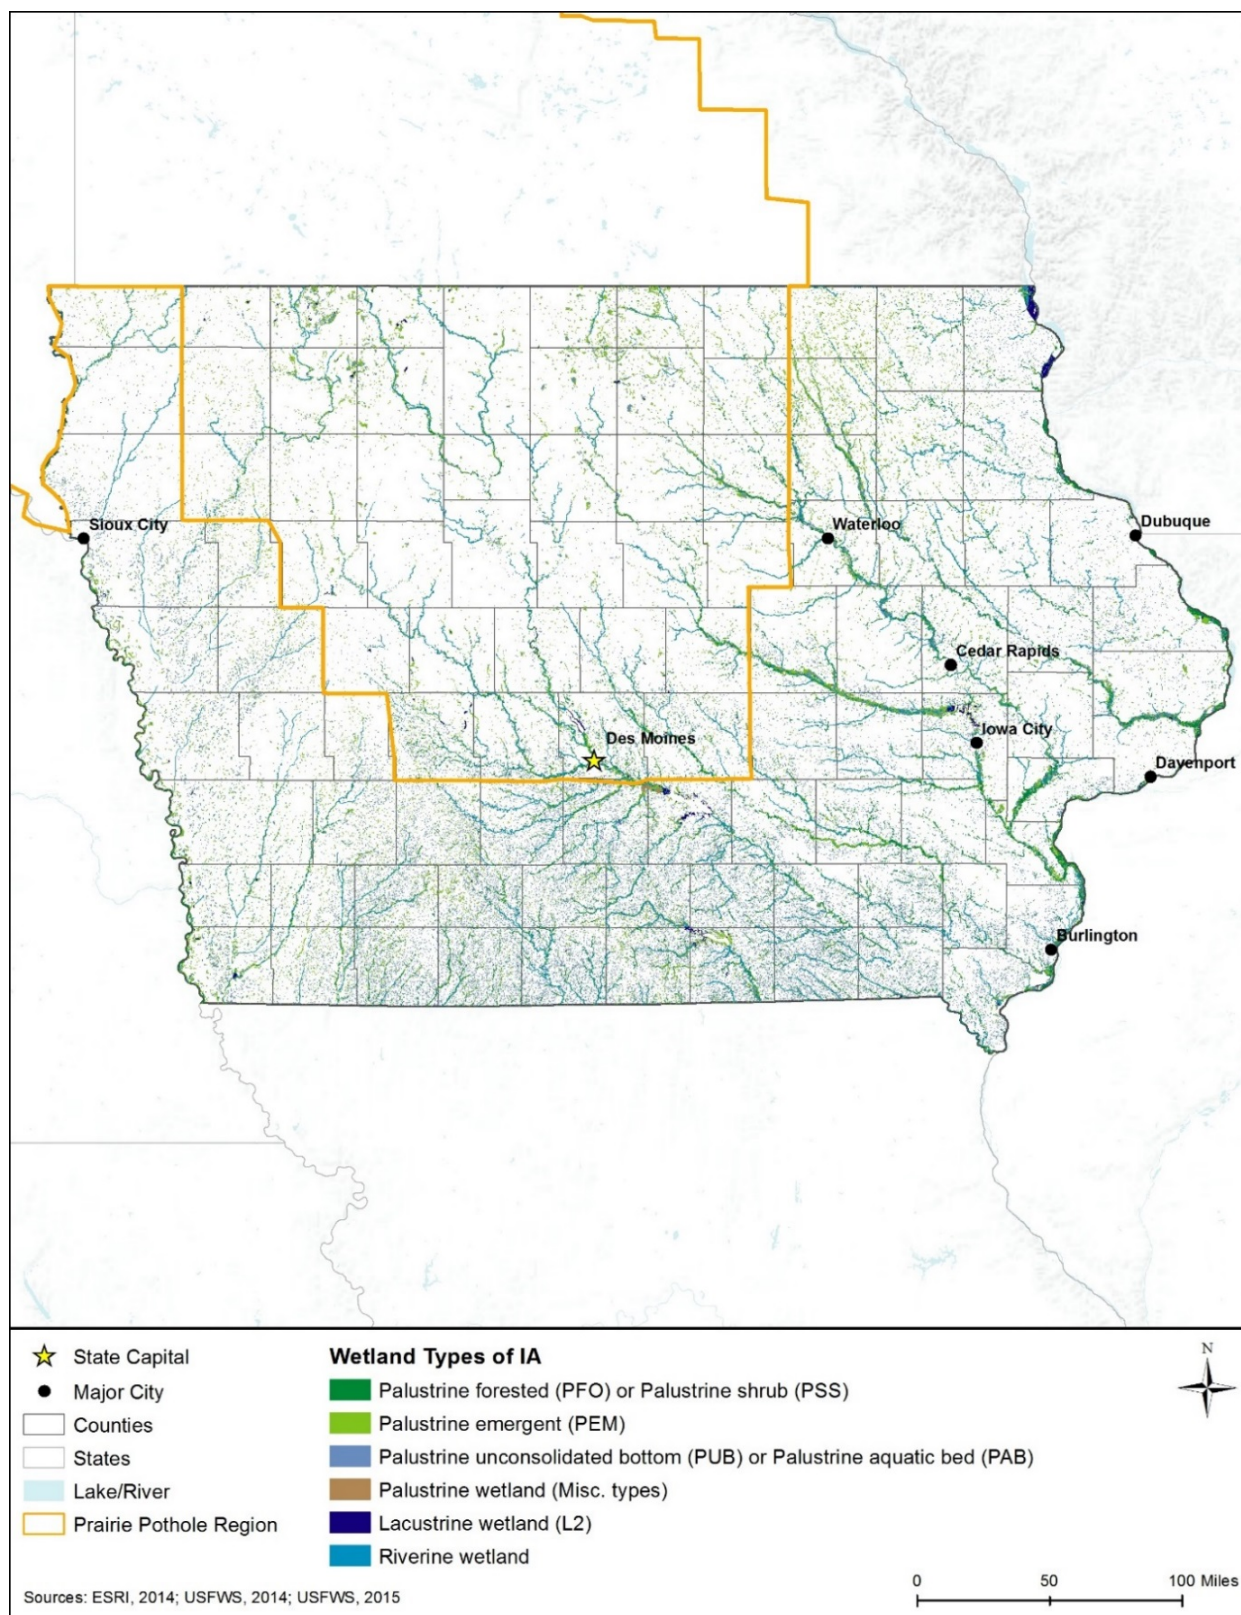 Sioux City
Waterloo
Dubuque
Cedar Rapids
Iowa City
Des Moines
Davenport
Burlington
State Capital
Major City
Counties
States
Lake/River
Prairie Pothole Region
Wetland Types of IA
Palustrine forested (PFO) or Palustrine shrub (PSS)
Palustrine emergent (PEM)
Palustrine unconsolidated bottom (PUB) or Palustrine aquatic bed (PAB)
Palustrine wetland (Misc. types)
Lacustrine wetland (L2)
Riverine wetland
N
Sources: ESRI, 2014; USFWS, 2014; USFWS, 2015
0 50 100 Miles